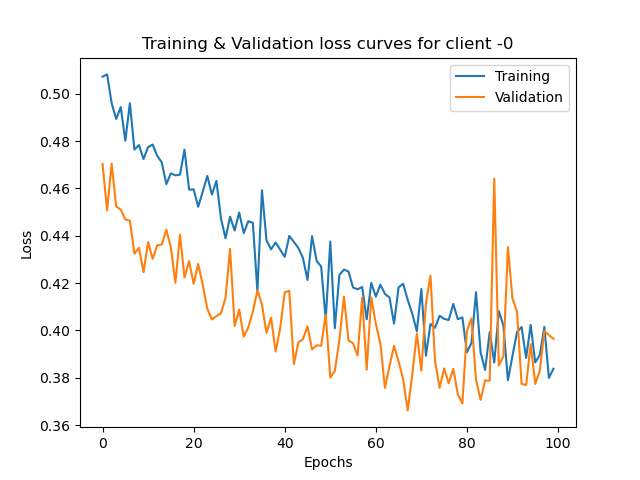 Training & Validation loss curves for client -0
Training
Validation
Loss
0.50
0.48
0.46
0.44
0.42
0.40
0.38
0.36
0 20 40 60 80 100
Epochs